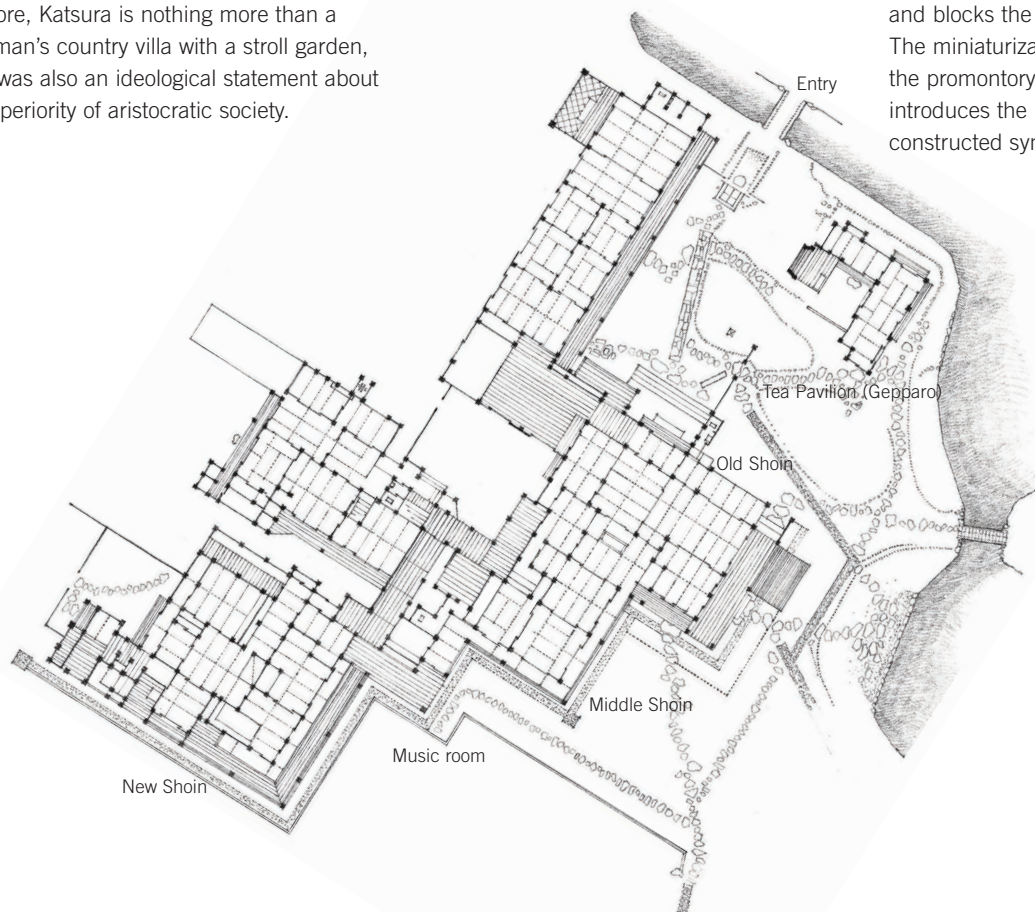 ore, Katsura is nothing more than a
man’s country villa with a stroll garden,
was also an ideological statement about
periority of aristocratic society.
and blocks the
The miniaturiza
the promontory
introduces the
constructed
Entry
Tea Pavilion (Gepparo)
Old Shoin
Middle Shoin
Music room
New Shoin